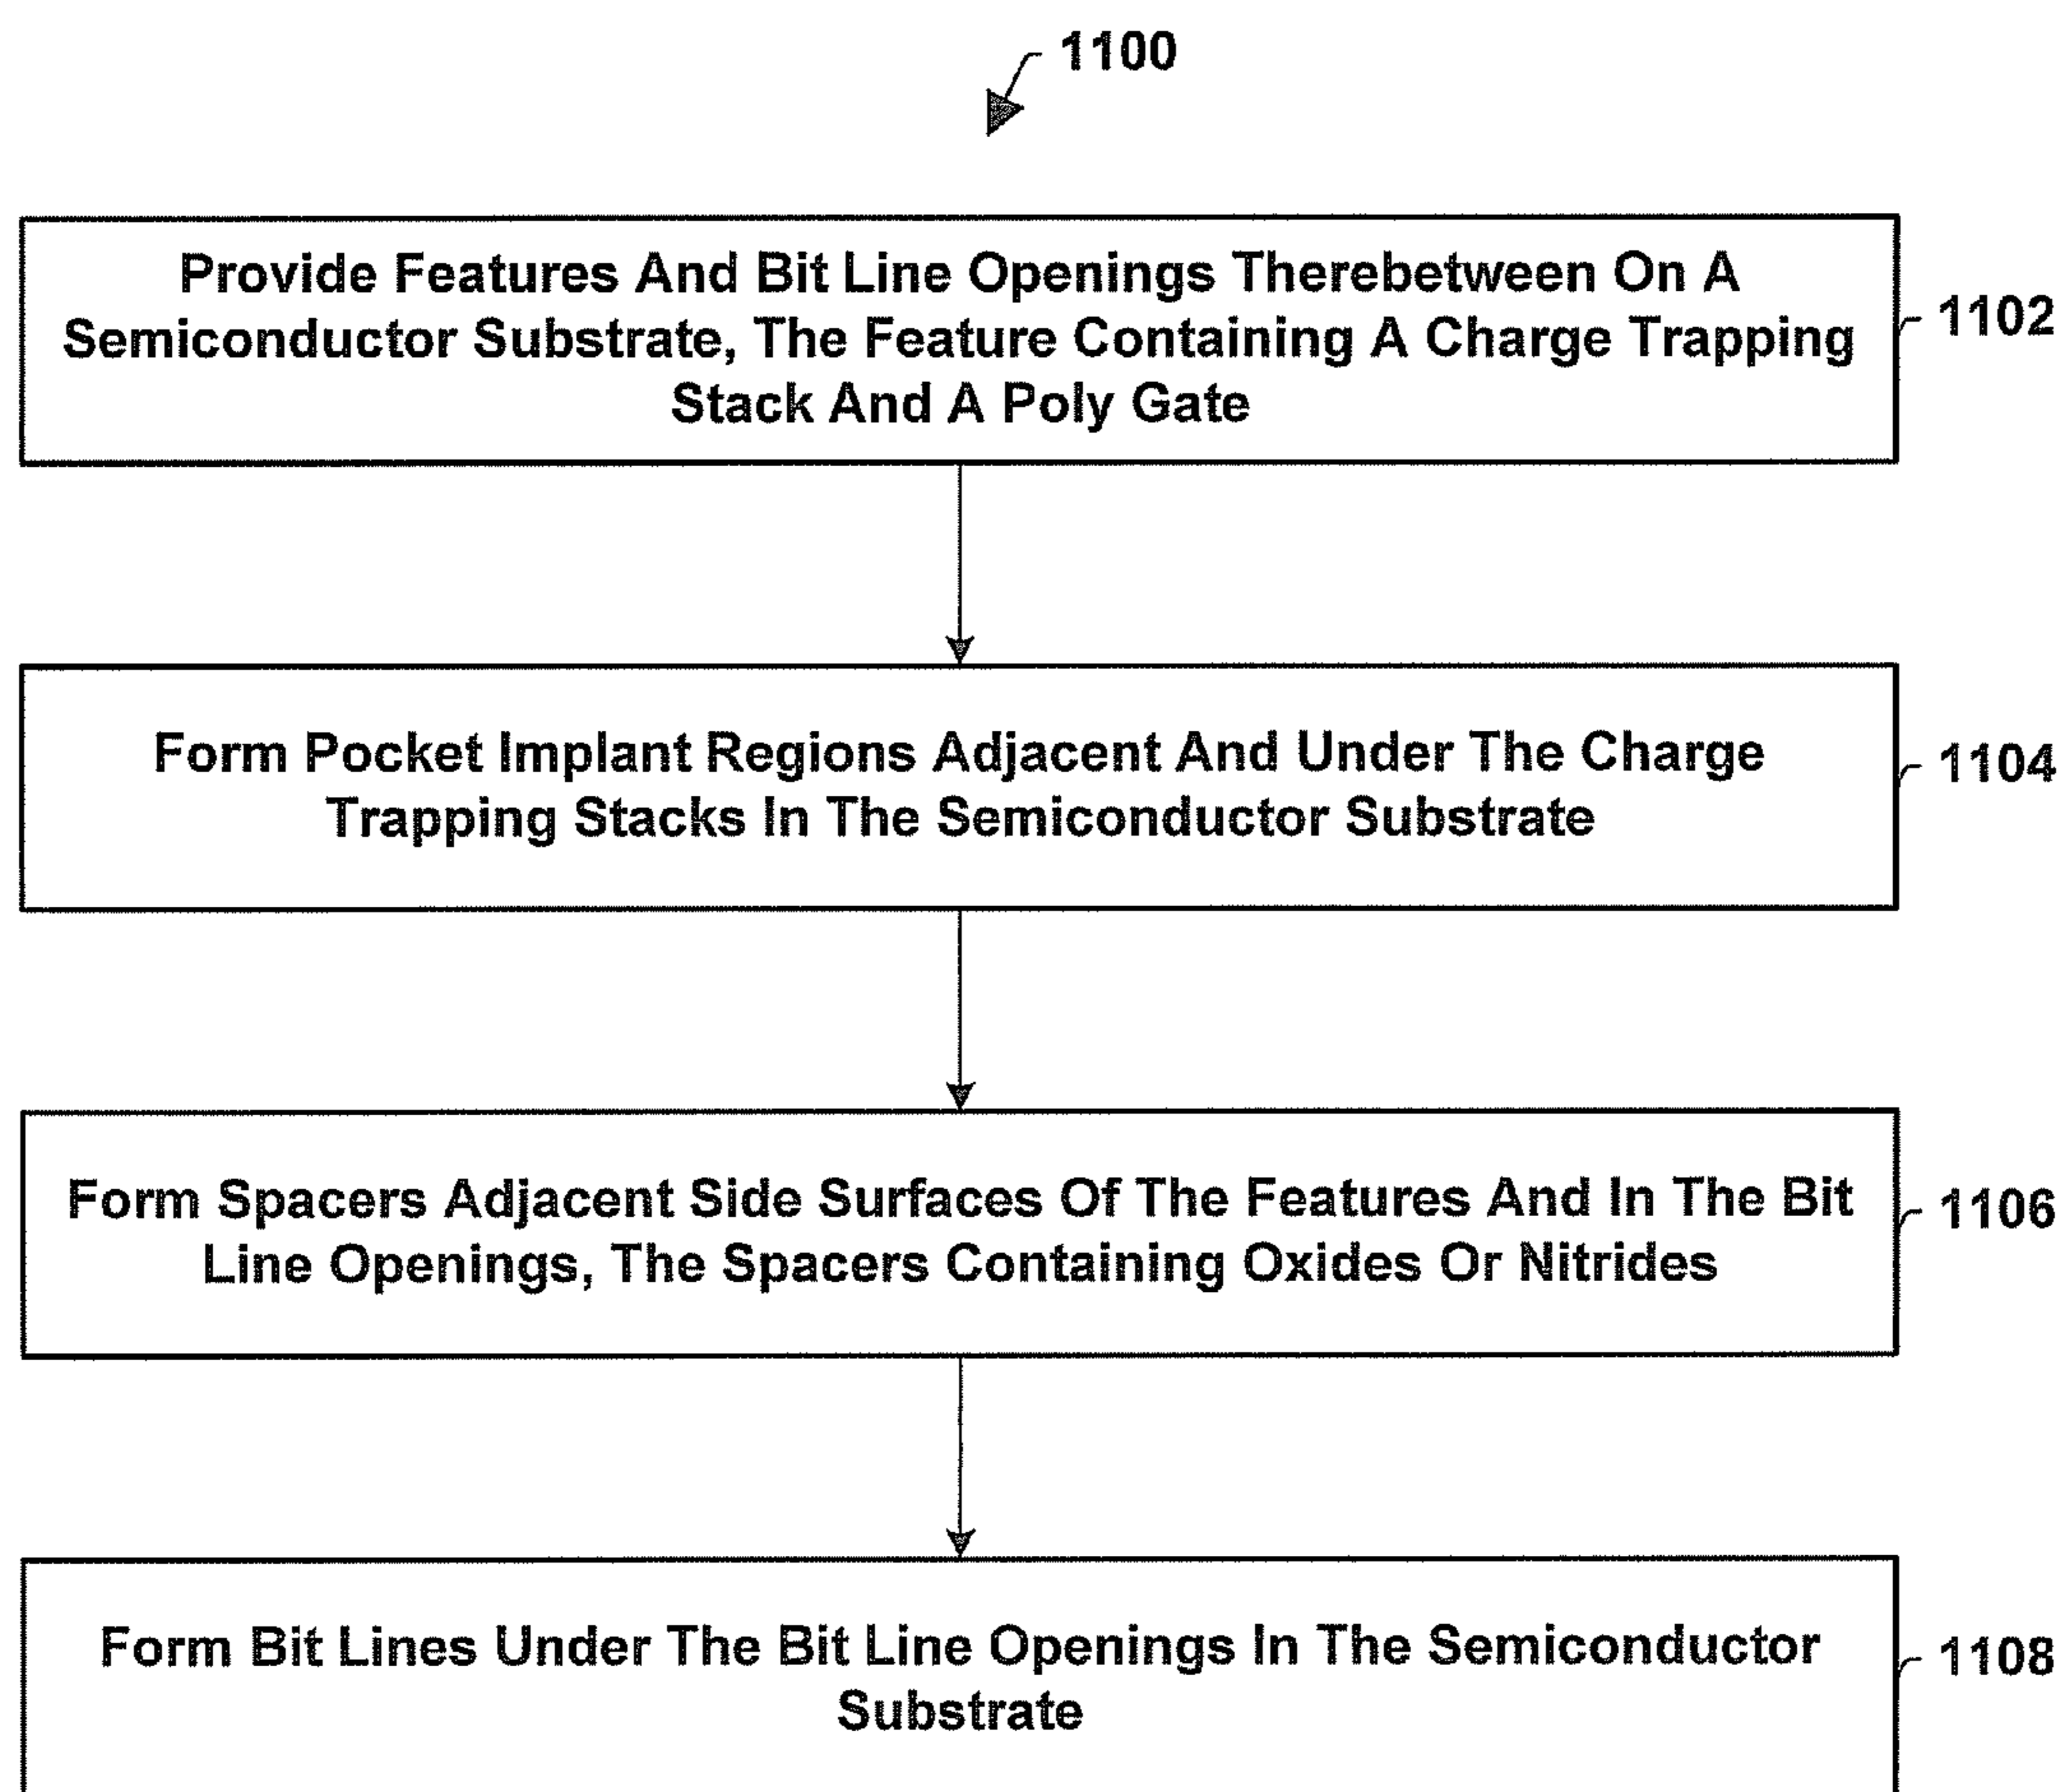 1100
Provide Features And Bit Line Openings Therebetween On A
Semiconductor Substrate, The Feature Containing A Charge Trapping
Stack And A Poly Gate
1102
Form Pocket Implant Regions Adjacent And Under The Charge
Trapping Stacks In The Semiconductor Substrate
1104
Form Spacers Adjacent Side Surfaces Of The Features And In The Bit
Line Openings, The Spacers Containing Oxides Or Nitrides
1106
Form Bit Lines Under The Bit Line Openings In The Semiconductor
Substrate
1108